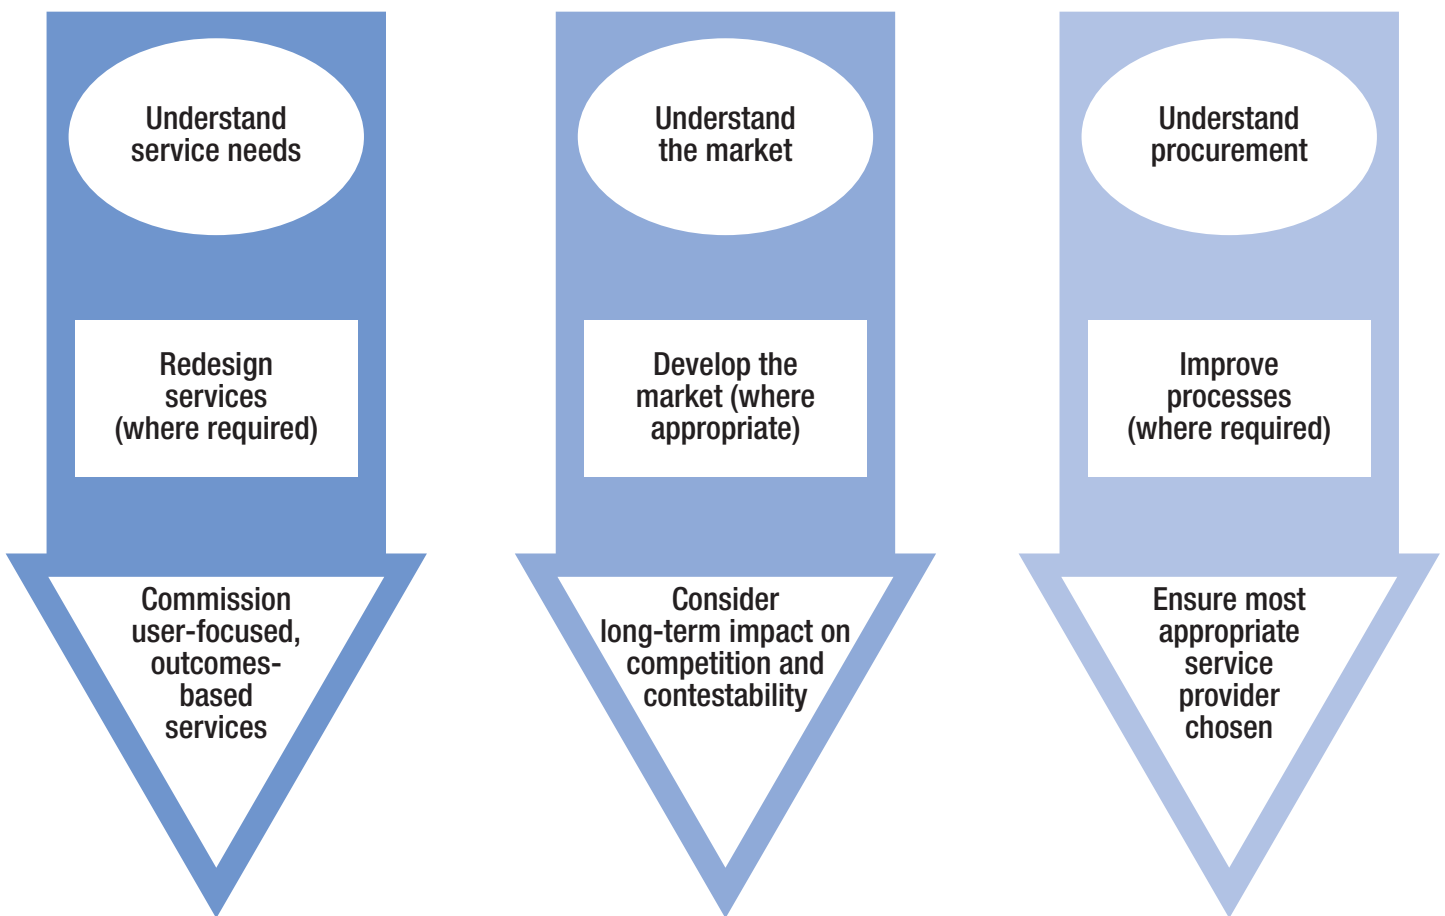 Understand
service needs
Redesign
services
(where required)
Commission
user-focused,
outcomes-
based
services
Understand
the market
Develop the
market (where
appropriate)
Consider
long-term impact on
competition and
contestability
Understand
procurement
Improve
processes
(where required)
Ensure most
appropriate
service
provider
chosen